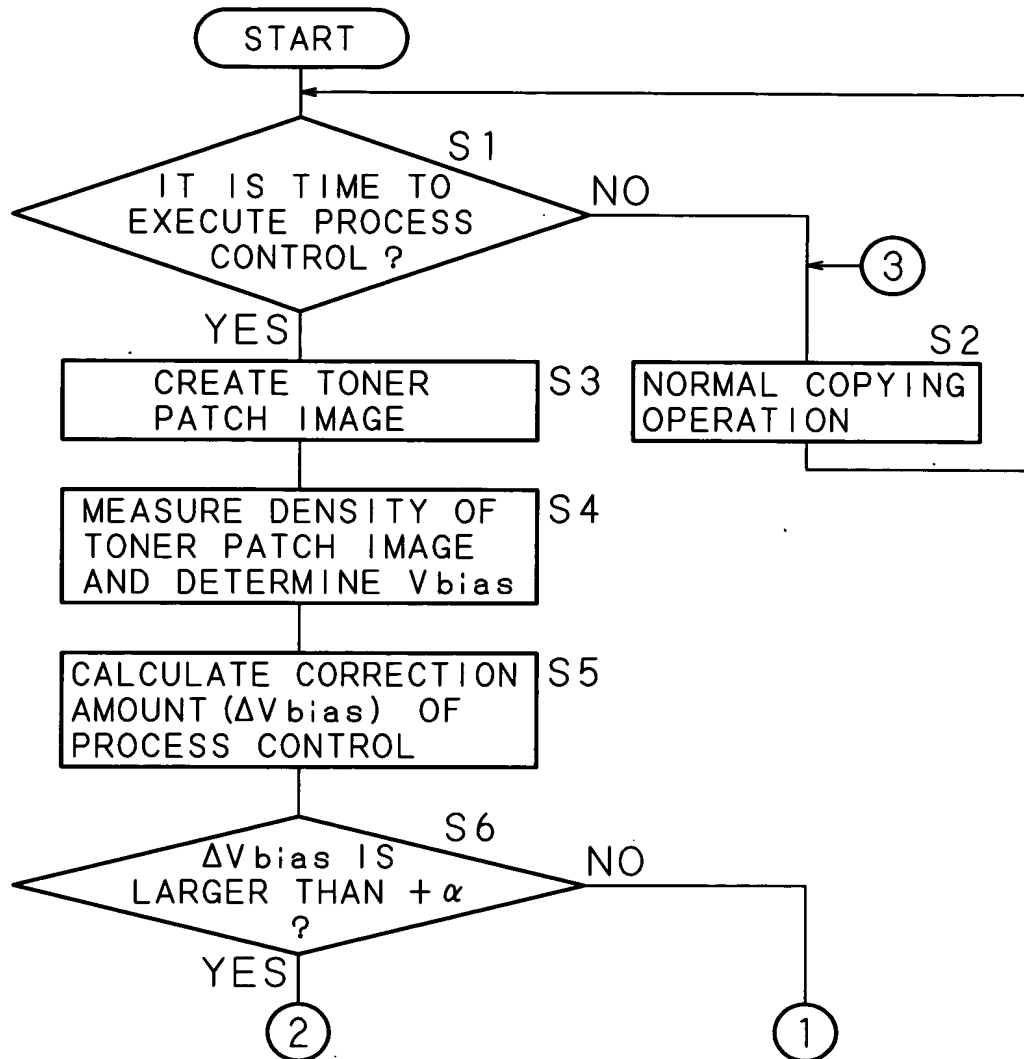 START
S1
IT IS TIME TO
EXECUTE PROCESS
CONTROL ?
NO
YES
3
S2
NORMAL COPYING
OPERATION
CREATE TONER
PATCH IMAGE
S3
MEASURE DENSITY OF
TONER PATCH IMAGE
AND DETERMINE Vbias
S4
CALCULATE CORRECTION
AMOUNT (ΔVbias) OF
PROCESS CONTROL
S5
S6
ΔVbias IS
LARGER THAN +α
?
NO
YES
2
1